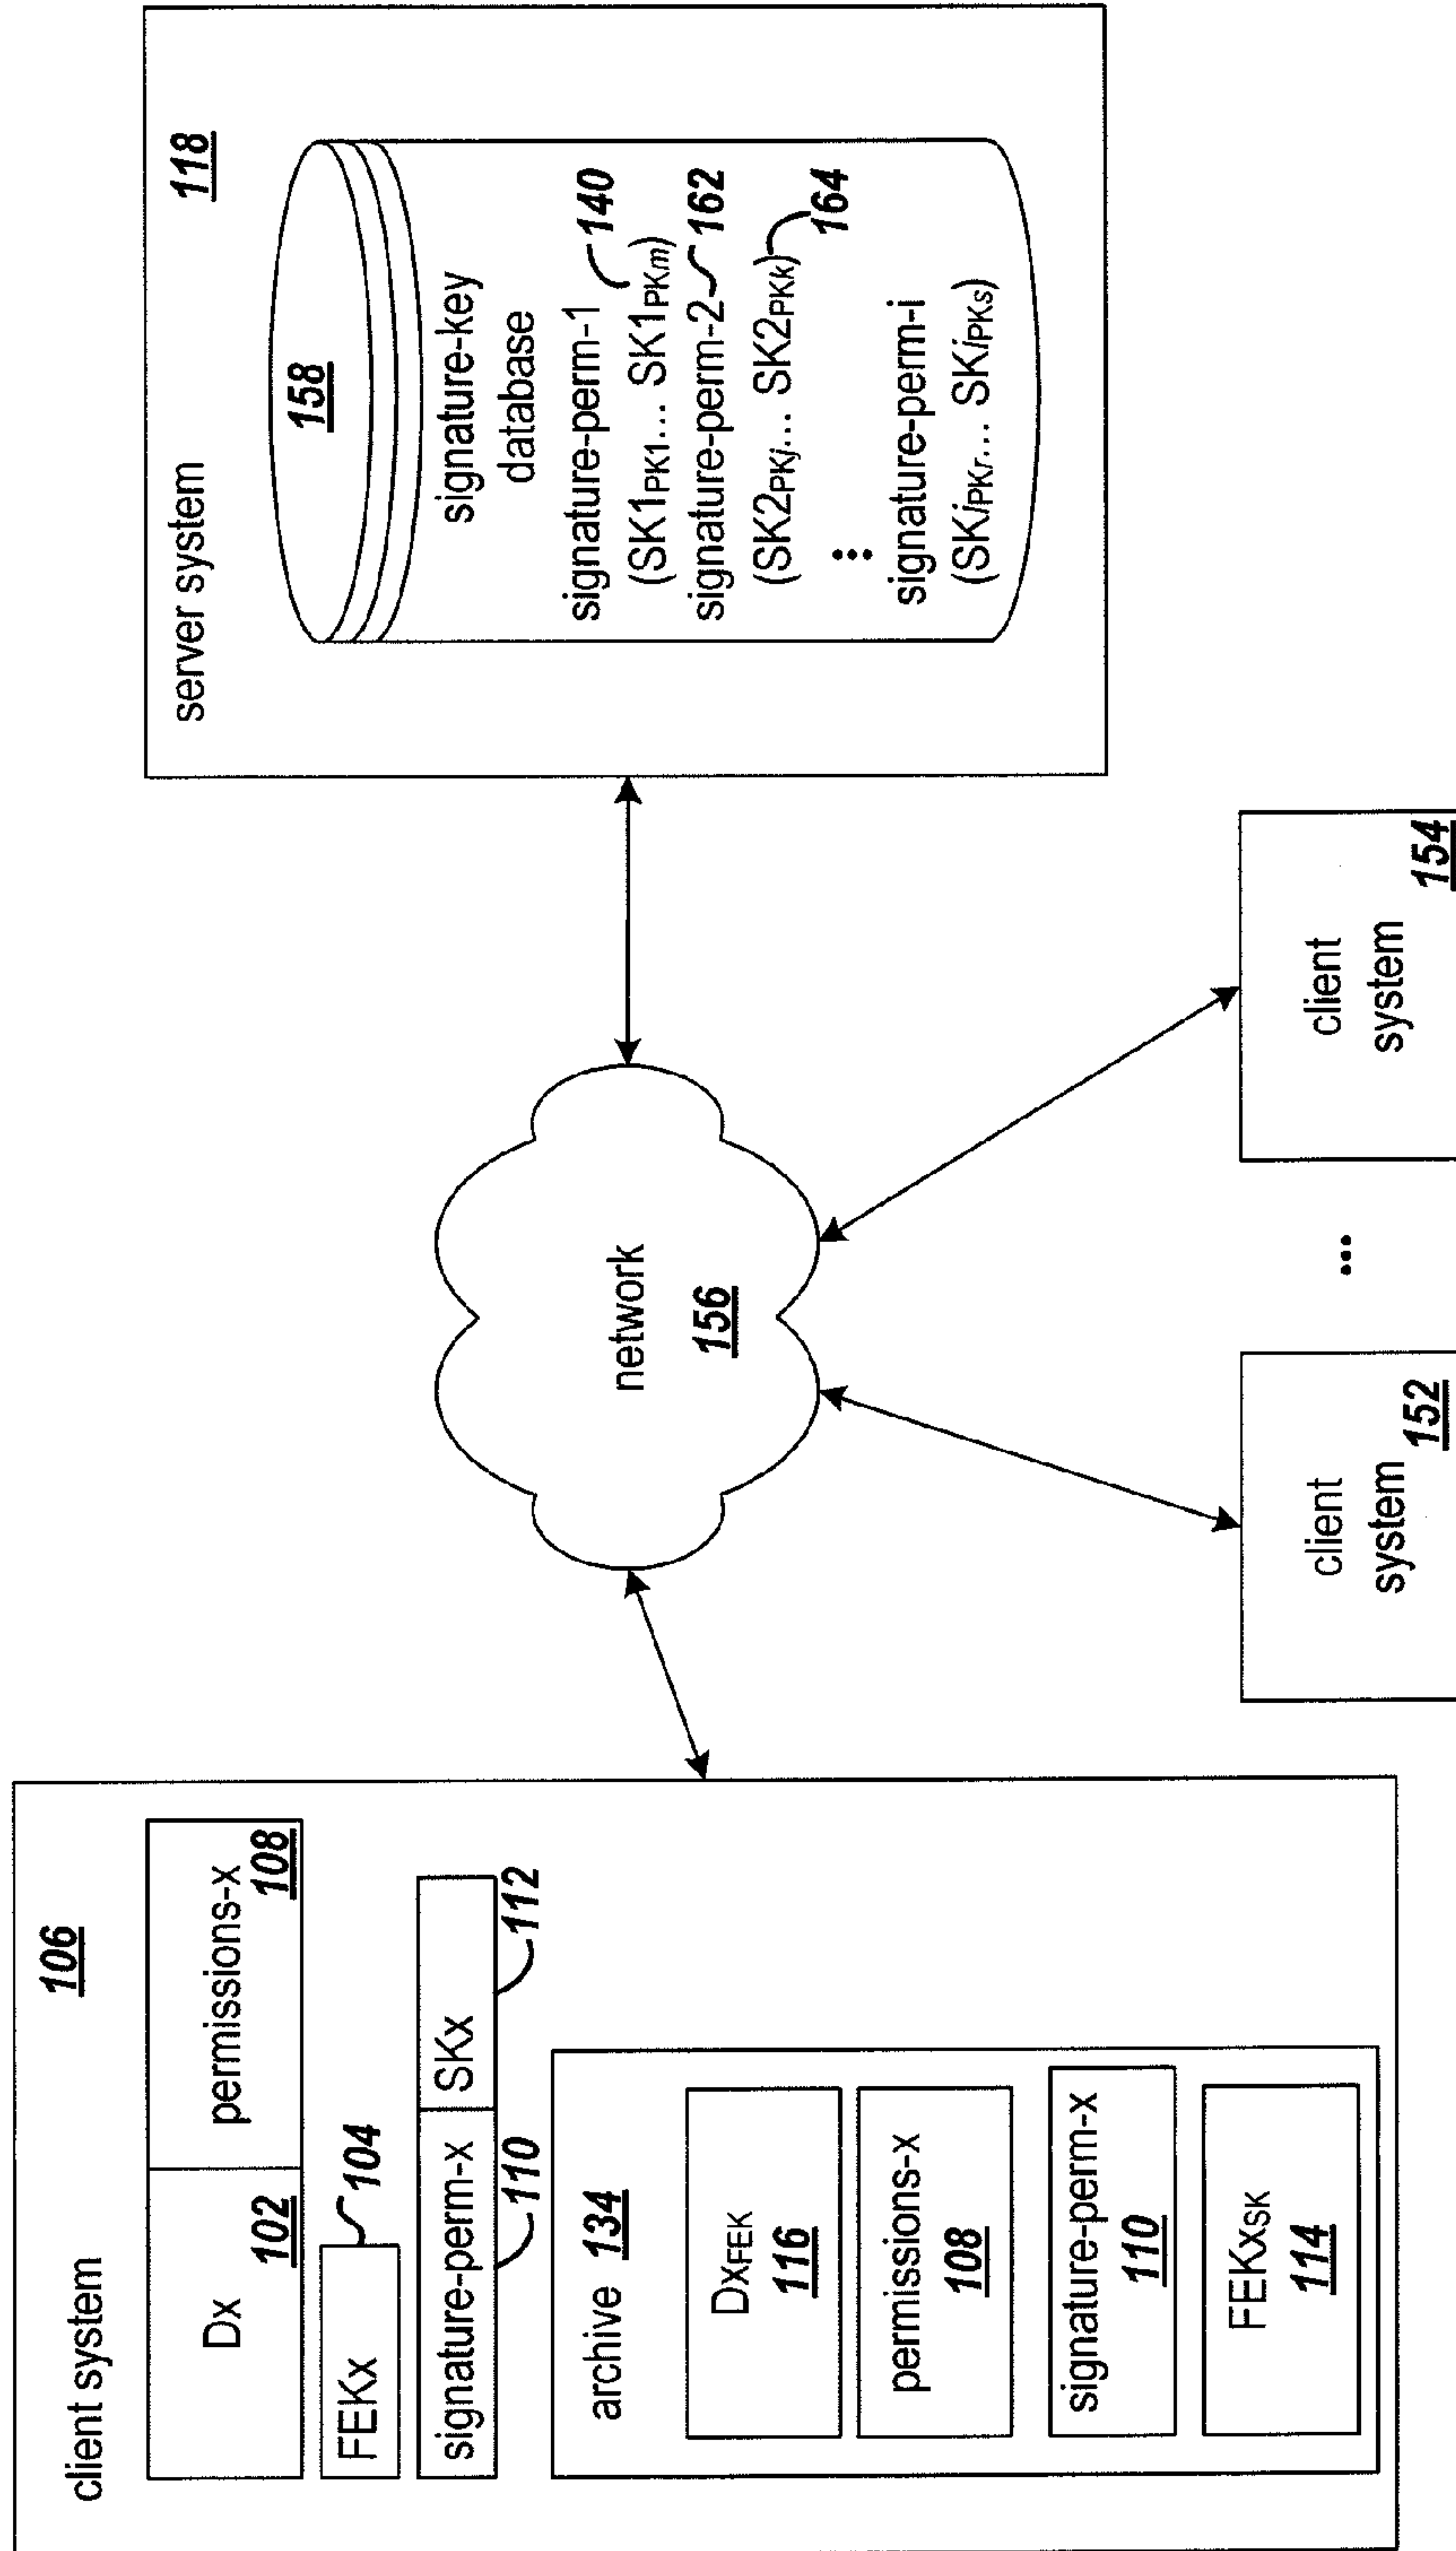 client system
106
Dx
102
permissions-x
108
FEKx
104
signature-perm-x
SKx
110
112
archive 134
DxFEK
116
permissions-x
108
signature-perm-x
110
FEKxSK
114
network
156
client
system
152
...
client
system
154
server system
118
158
signature-key
database
signature-perm-1
140
(SK1PK1... SK1PKm)
signature-perm-2
162
(SK2PKj... SK2PKk)
164
signature-perm-i
(SKiPKr... SKiPKs)